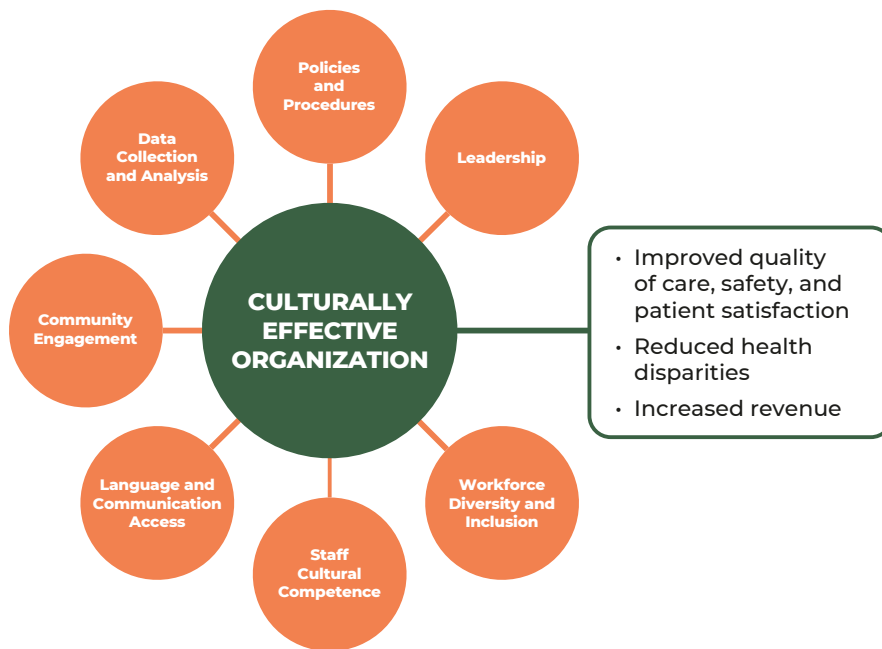 Policies
and
Procedures
Leadership
Data
Collection
and Analysis
Community
Engagement
CULTURALLY
EFFECTIVE
ORGANIZATION
• Improved quality
of care, safety, and
patient satisfaction
• Reduced health
disparities
• Increased revenue
Language and
Communication
Access
Staff
Cultural
Competence
Workforce
Diversity and
Inclusion